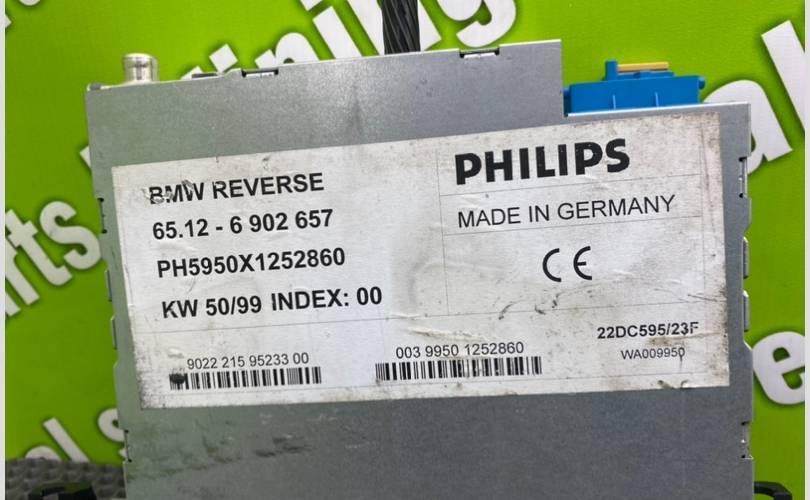 BMW REVERSE
65.12 - 6 902 657
PH5950X1252860
KW 50/99 INDEX: 00
PHILIPS
MADE IN GERMANY
CE
22DC595/23F
WA009950
9022 215 95233 00
003 9950 1252860